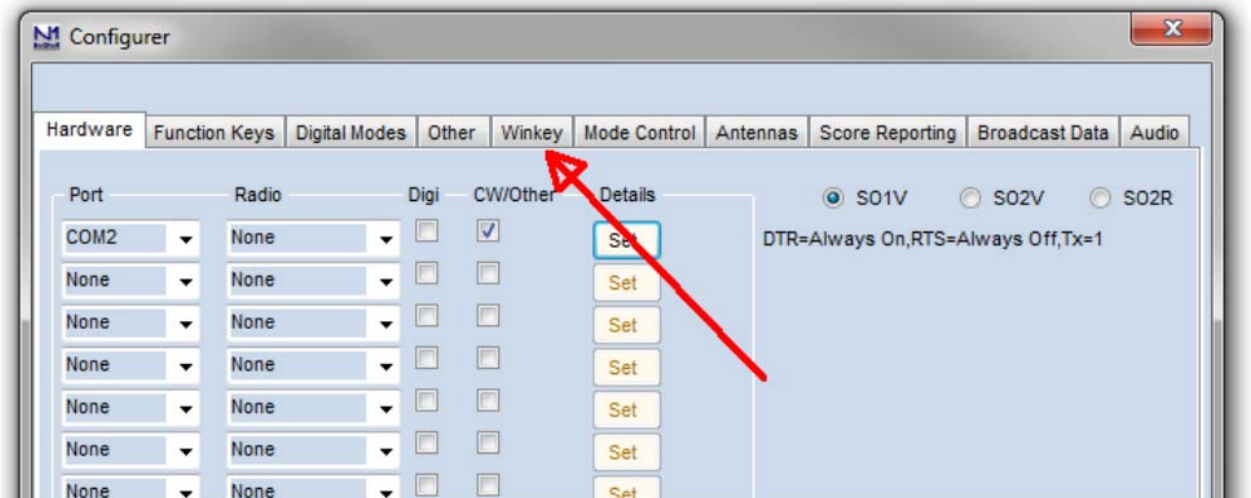 N1 Configurer
Hardware Function Keys Digital Modes Other Winkey Mode Control Antennas Score Reporting Broadcast Data Audio
Port Radio Digi CW/Other Details SO1V SO2V SO2R
COM2 None Set DTR=Always On,RTS=Always Off,Tx=1
None None Set
None None Set
None None Set
None None Set
None None Set
None None Set